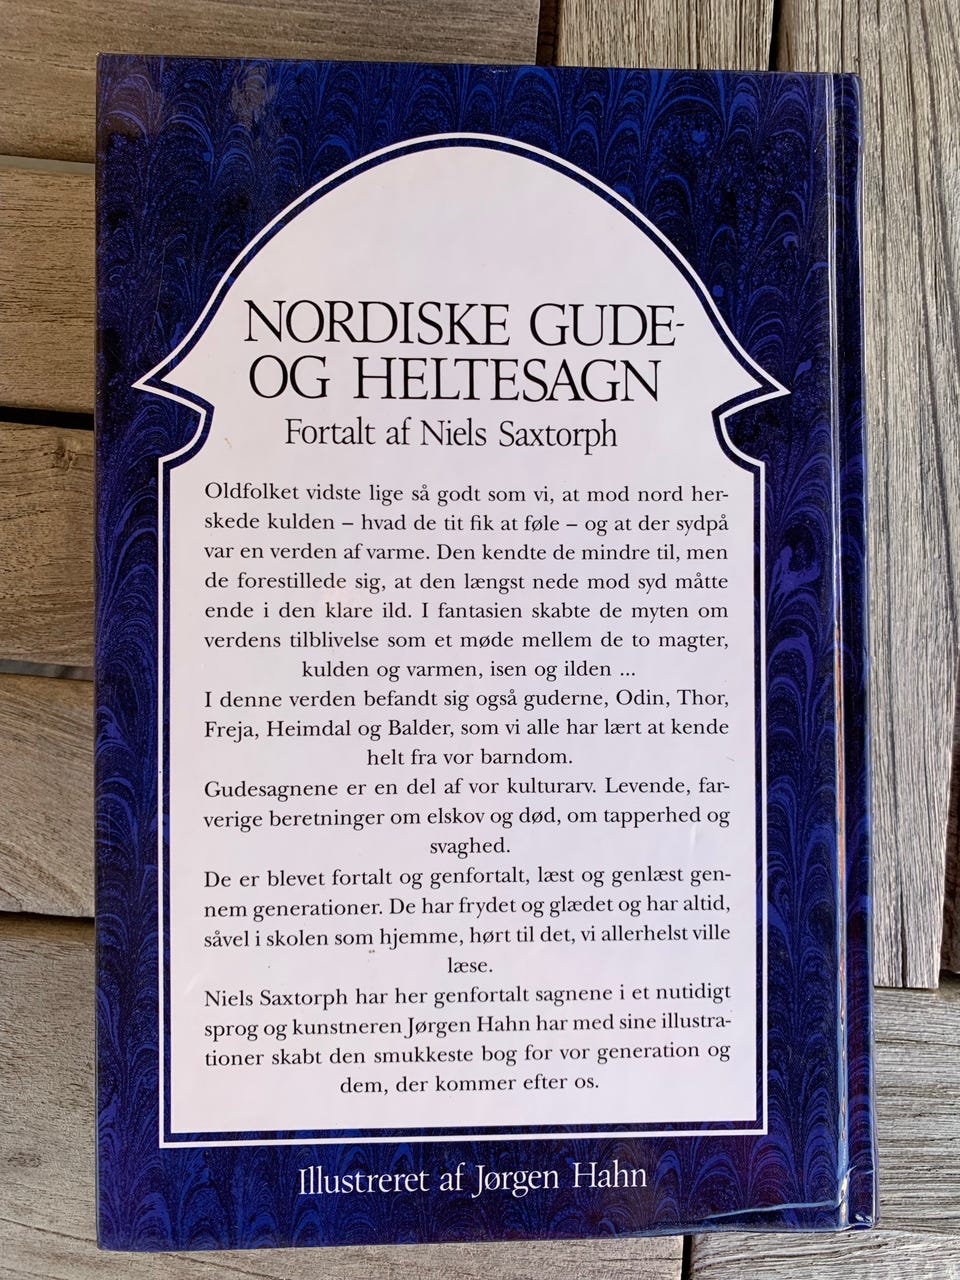 NORDISKE GUDE-
OG HELTESAGN
Fortalt af Niels Saxtorph
Oldfolket vidste lige så godt som vi, at mod nord her-
skede kulden – hvad de tit fik at føle – og at der sydpå
var en verden af varme. Den kendte de mindre til, men
de forestillede sig, at den længst nede mod syd måtte
ende i den klare ild. I fantasien skabte de myten om
verdens tilblivelse som et møde mellem de to magter,
kulden og varmen, isen og ilden ...
I denne verden befandt sig også guderne, Odin, Thor,
Freja, Heimdal og Balder, som vi alle har lært at kende
helt fra vor barndom.
Gudesagnene er en del af vor kulturarv. Levende, far-
verige beretninger om elskov og død, om tapperhed og
svaghed.
De er blevet fortalt og genfortalt, læst og genlæst gen-
nem generationer. De har frydet og glædet og har altid,
såvel i skolen som hjemme, hørt til det, vi allerhelst ville
læse.
Niels Saxtorph har her genfortalt sagnene i et nutidigt
sprog og kunstneren Jørgen Hahn har med sine illustra-
tioner skabt den smukkeste bog for vor generation og
dem, der kommer efter os.
Illustreret af Jørgen Hahn